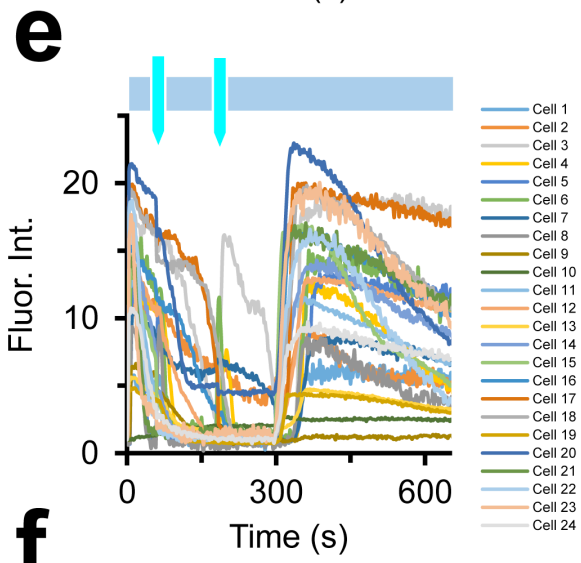 e
Fluor. Int.
20
10
0
0
300
600
Time (s)
Cell 1
Cell 2
Cell 3
Cell 4
Cell 5
Cell 6
Cell 7
Cell 8
Cell 9
Cell 10
Cell 11
Cell 12
Cell 13
Cell 14
Cell 15
Cell 16
Cell 17
Cell 18
Cell 19
Cell 20
Cell 21
Cell 22
Cell 23
Cell 24
f